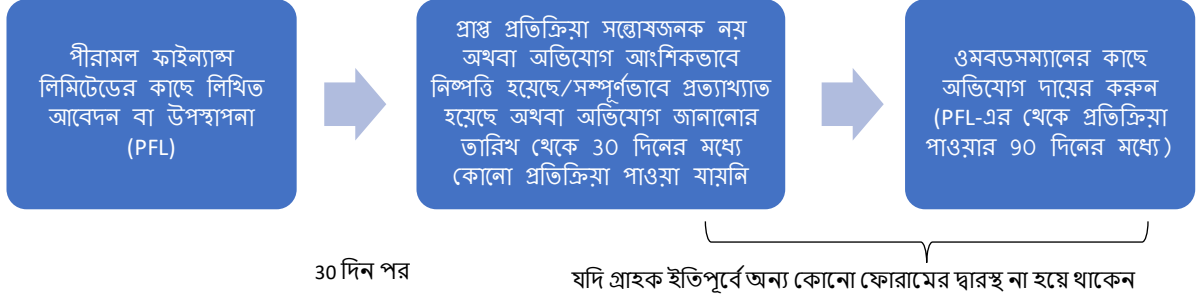 পীরামল ফাইন্যান্স
লিমিটেডের কাছে লিখিত
আবেদন বা উপস্থাপনা
(PFL)
প্রাপ্ত প্রতিক্রিয়া সন্তোষজনক নয়
অথবা অভিযোগ আংশিকভাবে
নিষ্পত্তি হয়েছে/সম্পূর্ণভাবে প্রত্যাখ্যাত
হয়েছে অথবা অভিযোগ জানানোর
তারিখ থেকে 30 দিনের মধ্যে
কোনো প্রতিক্রিয়া পাওয়া যায়নি
ওমবডসম্যানের কাছে
অভিযোগ দায়ের করুন
(PFL-এর থেকে প্রতিক্রিয়া
পাওয়ার 90 দিনের মধ্যে)
30 দিন পর
যদি গ্রাহক ইতিপূর্বে অন্য কোনো ফোরামের দ্বারস্থ না হয়ে থাকেন